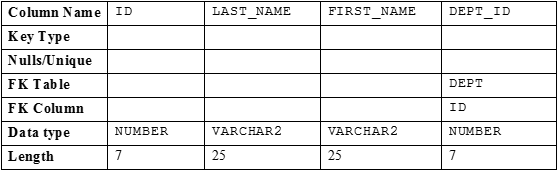 Column Name ID LAST_NAME FIRST_NAME DEPT_ID
Key Type
Nulls/Unique
FK Table DEPT
FK Column ID
Data type NUMBER VARCHAR2 VARCHAR2 NUMBER
Length 7 25 25 7